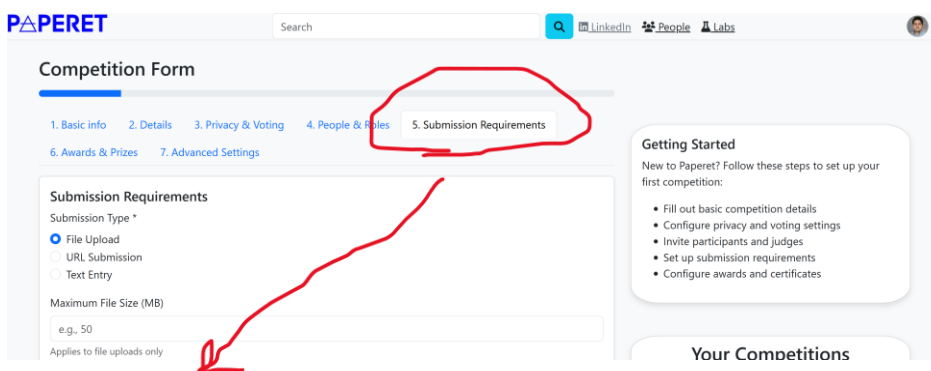 PAPERET
Search
LinkedIn People Labs
Competition Form
1. Basic info 2. Details 3. Privacy & Voting 4. People & Roles 5. Submission Requirements
6. Awards & Prizes 7. Advanced Settings
Submission Requirements
Submission Type *
File Upload
URL Submission
Text Entry
Maximum File Size (MB)
e.g., 50
Applies to file uploads only
Getting Started
New to Paperet? Follow these steps to set up your
first competition:
• Fill out basic competition details
• Configure privacy and voting settings
• Invite participants and judges
• Set up submission requirements
• Configure awards and certificates
Your Competitions